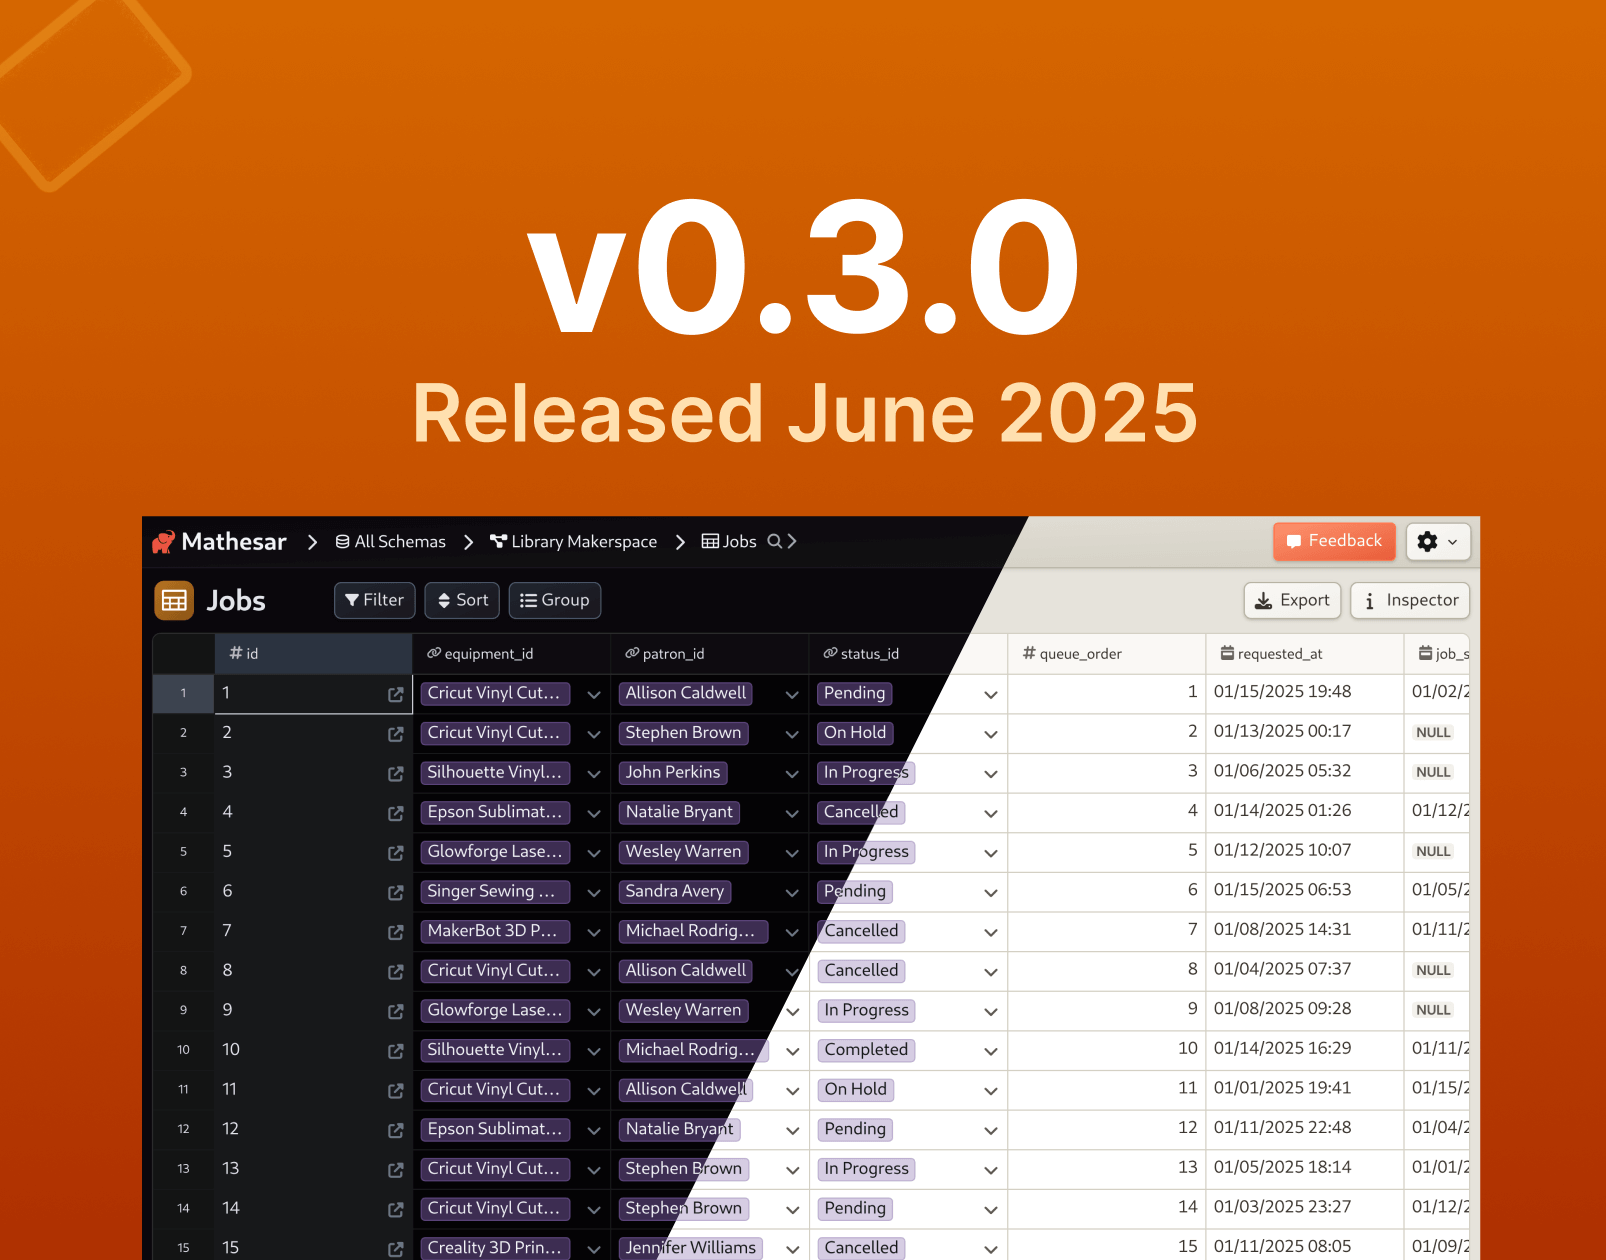 v0.3.0
Released June 2025
Mathesar All Schemas Library Makerspace Jobs Feedback
Jobs Filter Sort Group Export Inspector
# id equipment_id patron_id status_id # queue_order requested_at job_s
1 1 Cricut Vinyl Cut... Allison Caldwell Pending 1 01/15/2025 19:48 01/02/2
2 2 Cricut Vinyl Cut... Stephen Brown On Hold 2 01/13/2025 00:17 NULL
3 3 Silhouette Vinyl... John Perkins In Progress 3 01/06/2025 05:32 NULL
4 4 Epson Sublimat... Natalie Bryant Cancelled 4 01/14/2025 01:26 01/12/2
5 5 Glowforge Lase... Wesley Warren In Progress 5 01/12/2025 10:07 NULL
6 6 Singer Sewing ... Sandra Avery Pending 6 01/15/2025 06:53 01/05/2
7 7 MakerBot 3D P... Michael Rodrig... Cancelled 7 01/08/2025 14:31 01/11/2
8 8 Cricut Vinyl Cut... Allison Caldwell Cancelled 8 01/04/2025 07:37 NULL
9 9 Glowforge Lase... Wesley Warren In Progress 9 01/08/2025 09:28 NULL
10 10 Silhouette Vinyl... Michael Rodrig... Completed 10 01/14/2025 16:29 01/11/2
11 11 Cricut Vinyl Cut... Allison Caldwell On Hold 11 01/01/2025 19:41 01/15/2
12 12 Epson Sublimat... Natalie Bryant Pending 12 01/11/2025 22:48 01/04/2
13 13 Cricut Vinyl Cut... Stephen Brown In Progress 13 01/05/2025 18:14 01/01/2
14 14 Cricut Vinyl Cut... Stephen Brown Pending 14 01/03/2025 23:27 01/12/2
15 15 Creality 3D Prin... Jennifer Williams Cancelled 15 01/11/2025 08:05 01/09/2